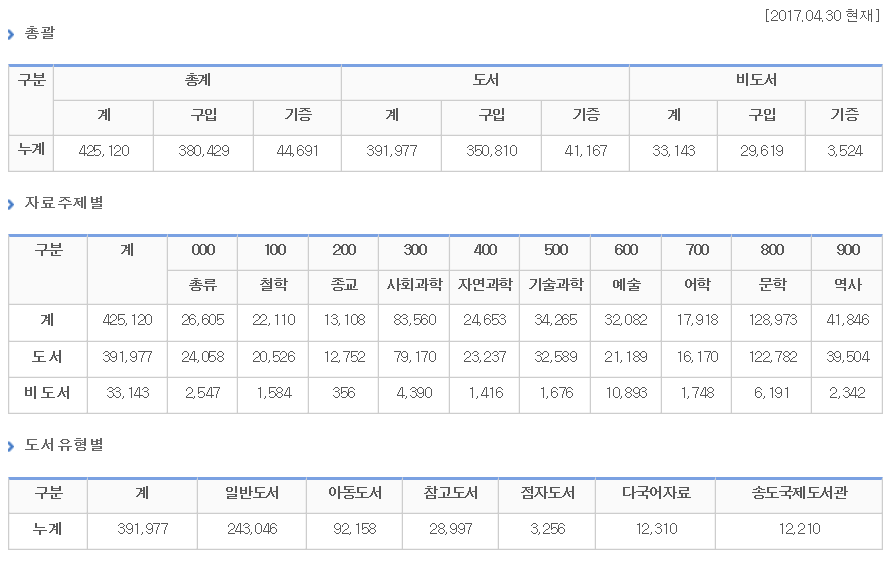 [2017.04.30 현재]
총괄
구분 총계 도서 비도서
계 구입 기증 계 구입 기증 계 구입 기증
누계 425,120 380,429 44,691 391,977 350,810 41,167 33,143 29,619 3,524
자료주제별
구분 계 000 100 200 300 400 500 600 700 800 900
총류 철학 종교 사회과학 자연과학 기술과학 예술 어학 문학 역사
계 425,120 26,605 22,110 13,108 83,560 24,653 34,265 32,082 17,918 128,973 41,846
도서 391,977 24,058 20,526 12,752 79,170 23,237 32,589 21,189 16,170 122,782 39,504
비도서 33,143 2,547 1,584 356 4,390 1,416 1,676 10,893 1,748 6,191 2,342
도서유형별
구분 계 일반도서 아동도서 참고도서 점자도서 다국어자료 송도국제도서관
누계 391,977 243,046 92,158 28,997 3,256 12,310 12,210